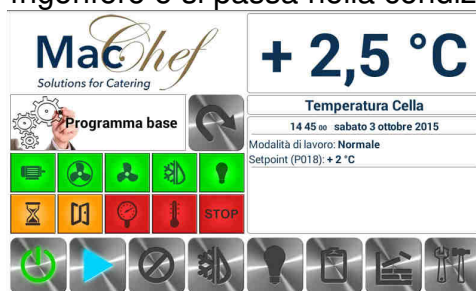 e si passa nella condiz
MacChef
Solutions for Catering
+ 2,5 °C
Temperatura Cella
14 45 00 sabato 3 ottobre 2015
Programma base
Modalità di lavoro: Normale
Setpoint (P018): + 2 °C
STOP